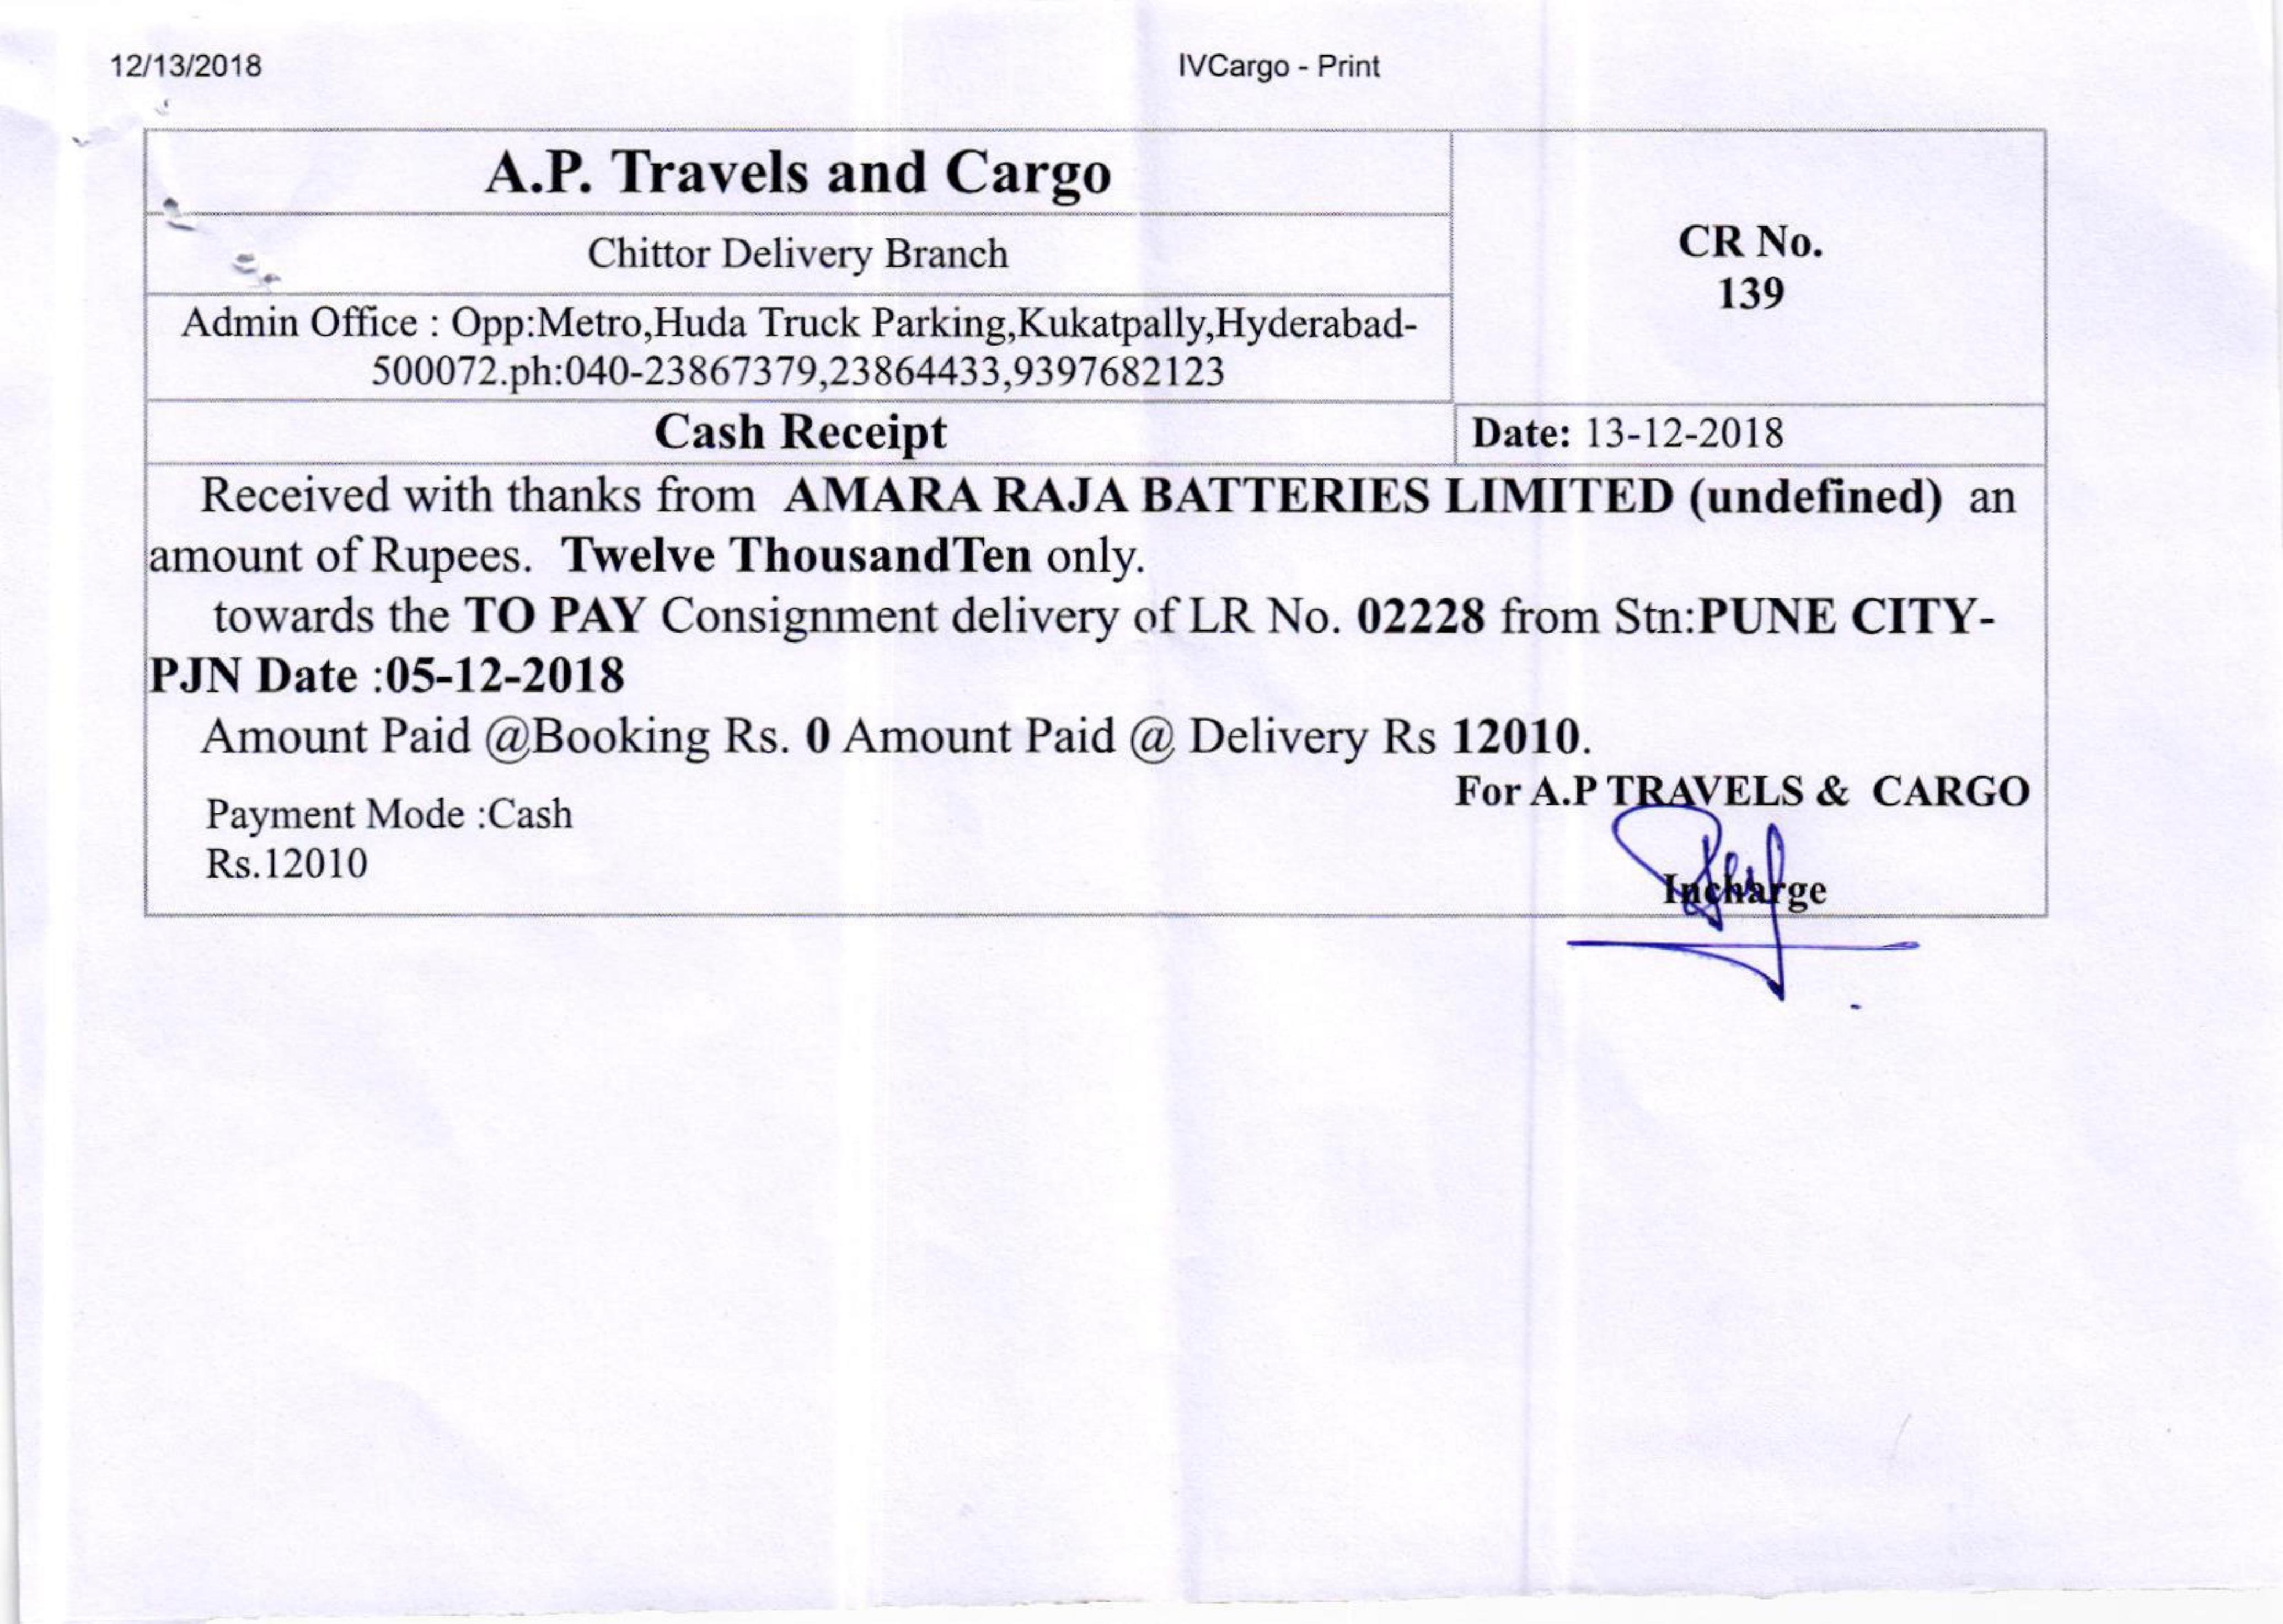 12/13/2018 IVCargo - Print
A.P. Travels and Cargo
Chittor Delivery Branch
CR No.
139
Admin Office : Opp:Metro,Huda Truck Parking,Kukatpally,Hyderabad-
500072.ph:040-23867379,23864433,9397682123
Cash Receipt
Date: 13-12-2018
Received with thanks from AMARA RAJA BATTERIES LIMITED (undefined) an
amount of Rupees. Twelve ThousandTen only.
towards the TO PAY Consignment delivery of LR No. 02228 from Stn:PUNE CITY-
PJN Date :05-12-2018
Amount Paid @Booking Rs. 0 Amount Paid @ Delivery Rs 12010.
For A.P TRAVELS & CARGO
Payment Mode :Cash
Rs.12010
Incharge